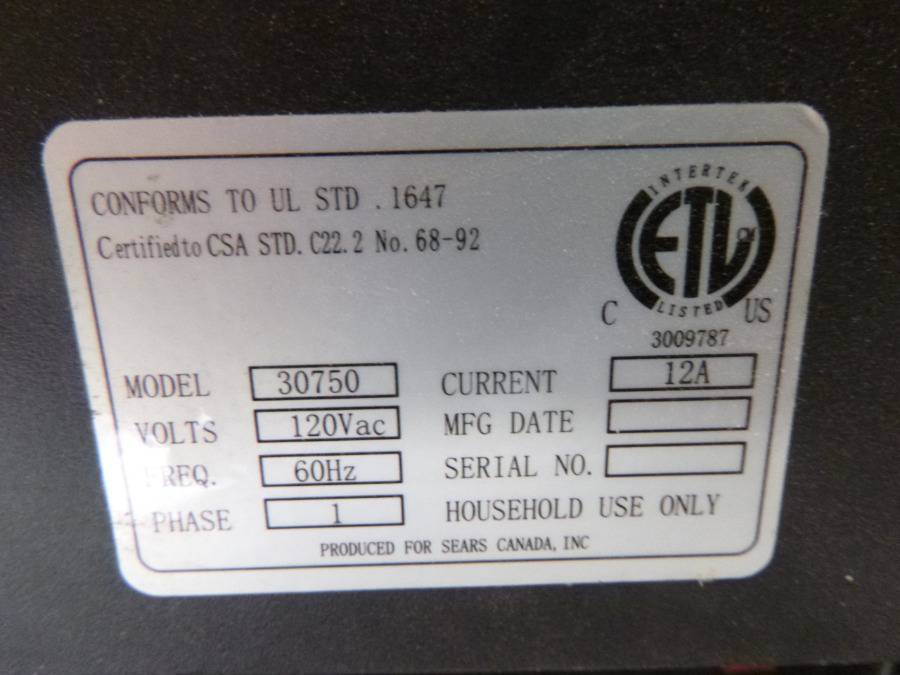 CONFORMS TO UL STD .1647
Certified to CSA STD. C22.2 No. 68-92
INTERTEK
ETL
CM
LISTED
C US
3009787
MODEL 30750 CURRENT 12A
VOLTS 120Vac MFG DATE
FREQ. 60Hz SERIAL NO.
PHASE 1 HOUSEHOLD USE ONLY
PRODUCED FOR SEARS CANADA, INC